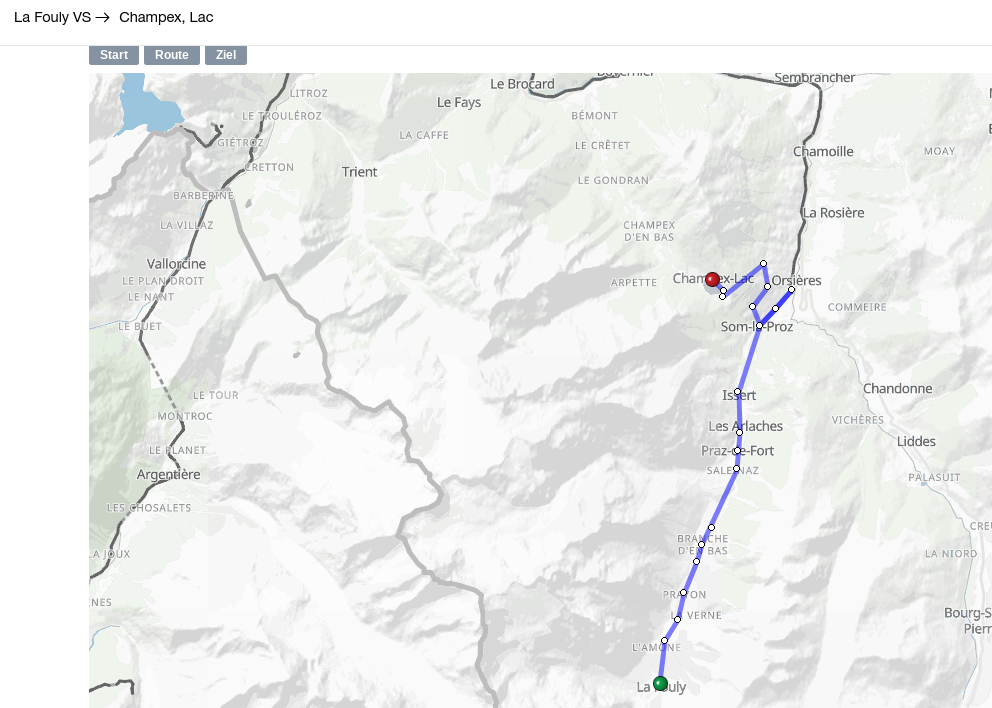 La Fouly VS → Champex, Lac
Start Route Ziel
Sembrancher
Le Brocard
LITROZ
Le Fays
LE TROULÉROZ
BÉMONT
LA CAFFE
GIÉTROZ
LE CRÊTET
Chamoille
MOAY
CRETTON
Trient
LE GONDRAN
BARBERINE
La Rosière
LA VILLAZ
CHAMPEX
D'EN BAS
Vallorcine
LE PLAN DROIT
ARPETTE
Champex-Lac
Orsières
LE NANT
COMMEIRE
LE BUET
Som-la-Proz
LE TOUR
Issert
Chandonne
MONTROC
VICHÈRES
Les Arlaches
Liddes
LE PLANET
Praz-de-Fort
Argentière
SALEINAZ
PALASUIT
LES CHOSALETS
BRANCHE
D'EN BAS
LA JOUX
LA NIORD
PRAYON
LA VERNE
Bourg-S
Pierr
L'AMÔNE
La Fouly